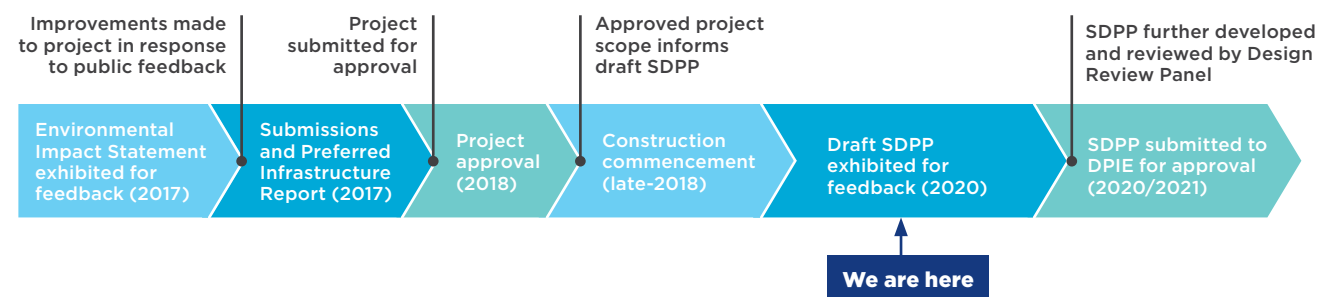 Improvements made
to project in response
to public feedback
Project
submitted for
approval
Approved project
scope informs
draft SDPP
SDPP further developed
and reviewed by Design
Review Panel
Environmental
Impact Statement
exhibited for
feedback (2017)
Submissions
and Preferred
Infrastructure
Report (2017)
Project
approval
(2018)
Construction
commencement
(late-2018)
Draft SDPP
exhibited for
feedback (2020)
SDPP submitted to
DPIE for approval
(2020/2021)
We are here